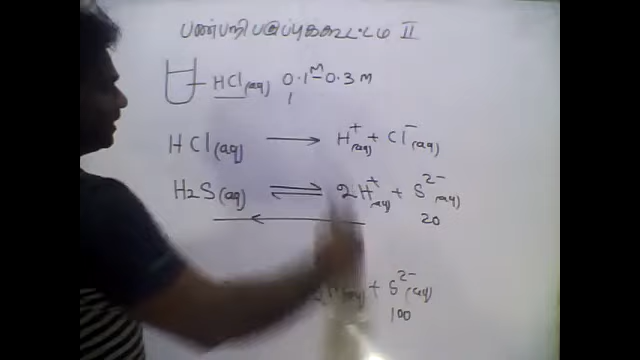 பண்பறி பகுப்புக்கூட்டம் II
HCl(aq) 0.1M-0.3M
HCl(aq) ⟶ H⁺(aq) + Cl⁻(aq)
H2S(aq) ⇌ 2H⁺(aq) + S²⁻(aq)
20
+ S²⁻(aq)
100